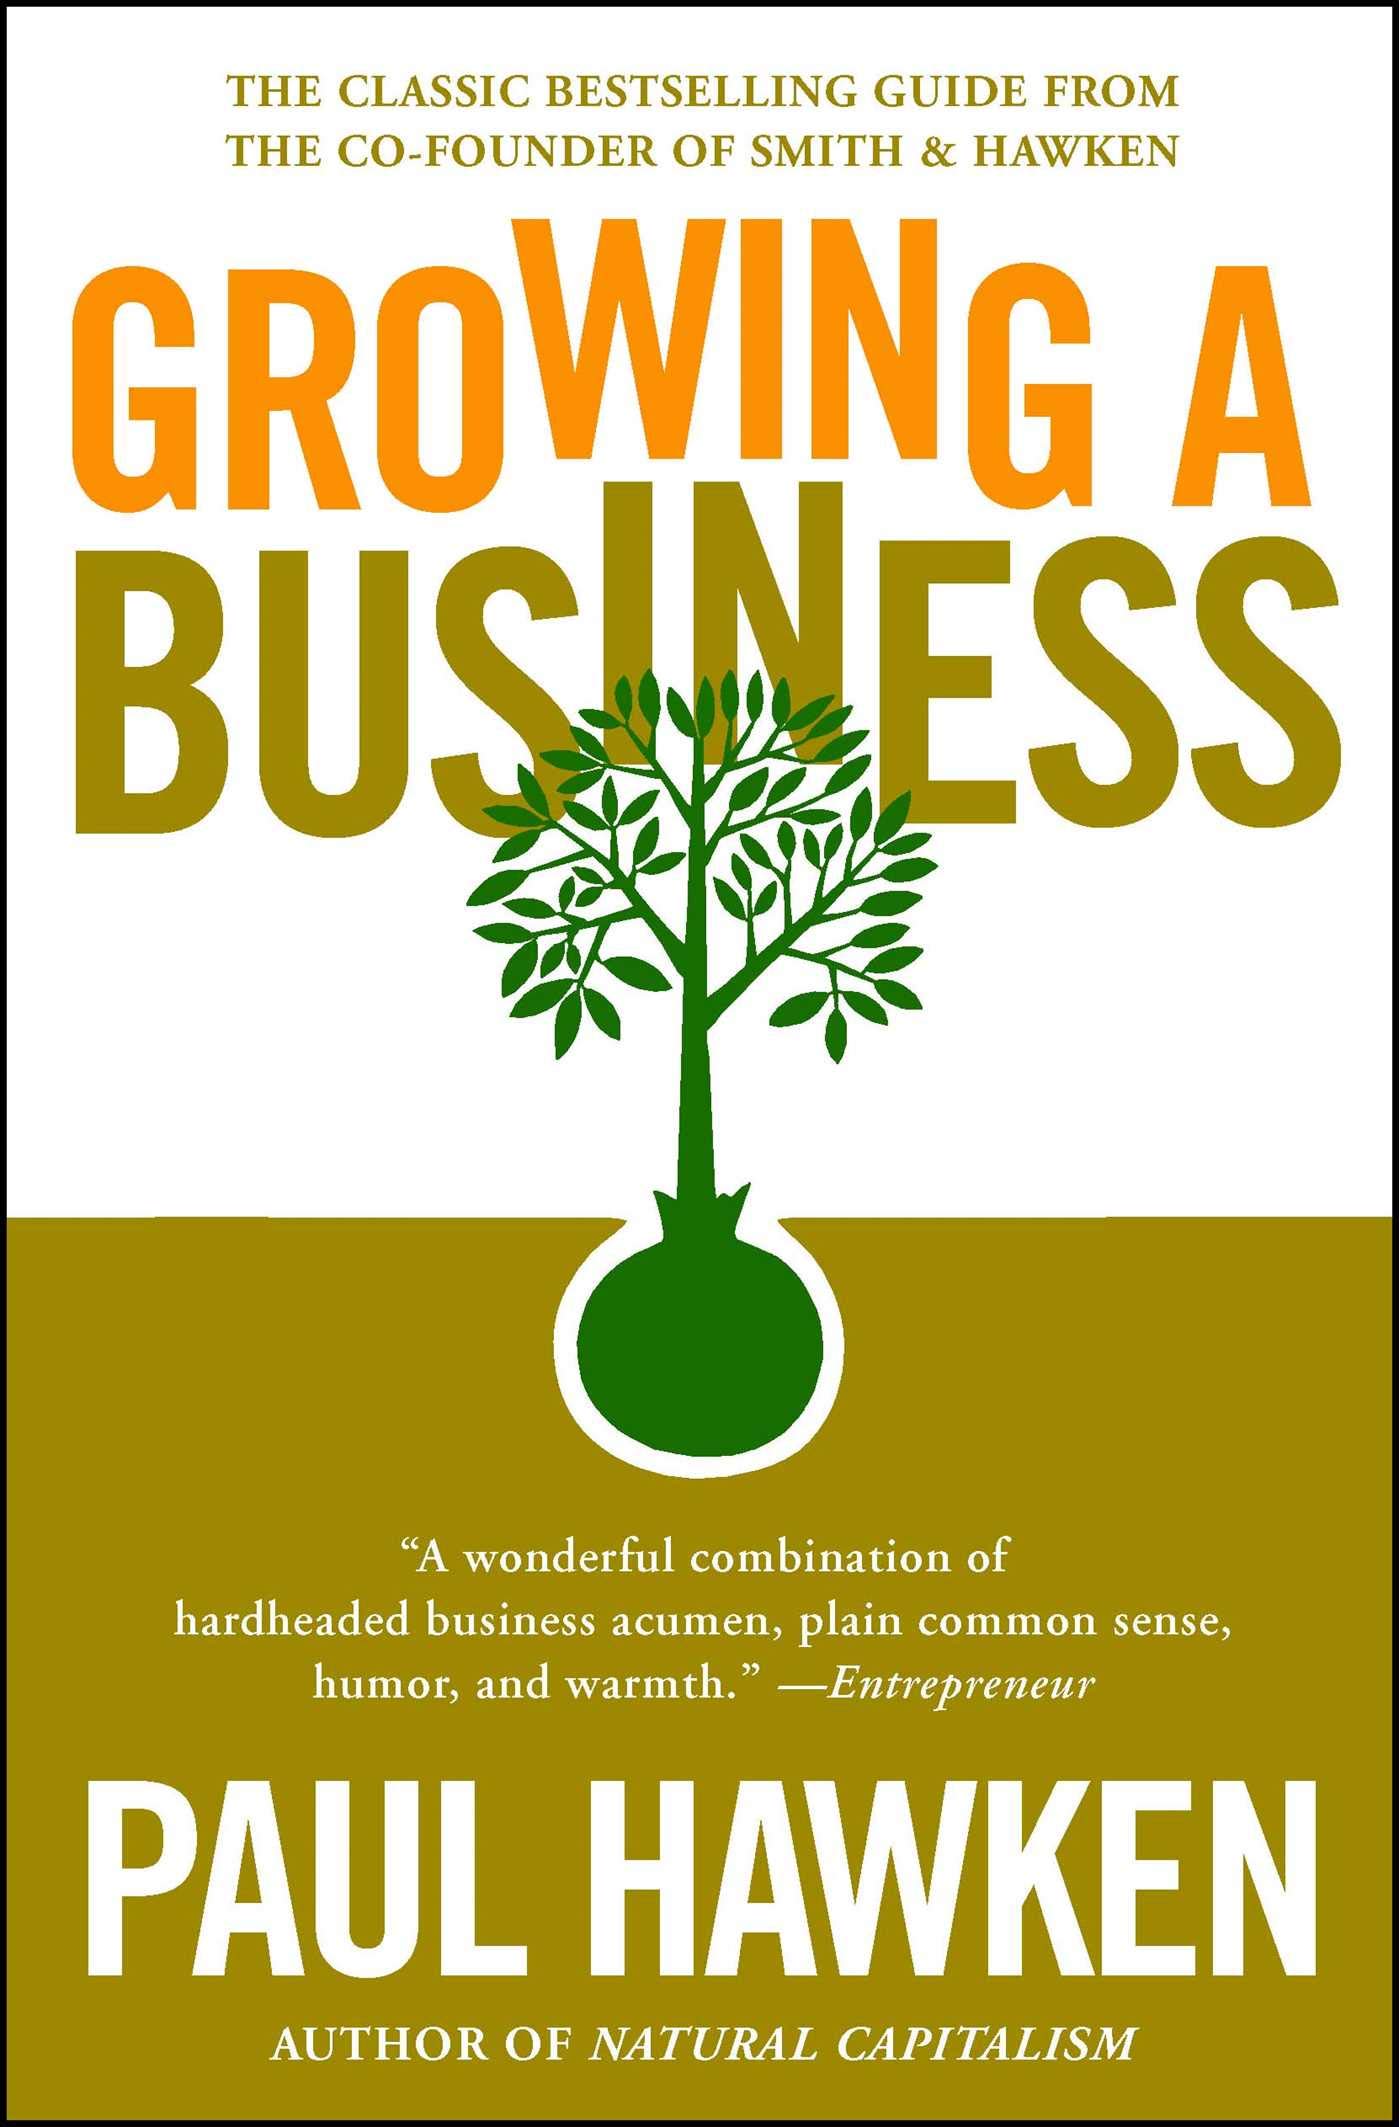 THE CLASSIC BESTSELLING GUIDE FROM
THE CO-FOUNDER OF SMITH & HAWKEN
GROWING A
BUSINESS
“A wonderful combination of
hardheaded business acumen, plain common sense,
humor, and warmth.” —Entrepreneur
PAUL HAWKEN
AUTHOR OF NATURAL CAPITALISM